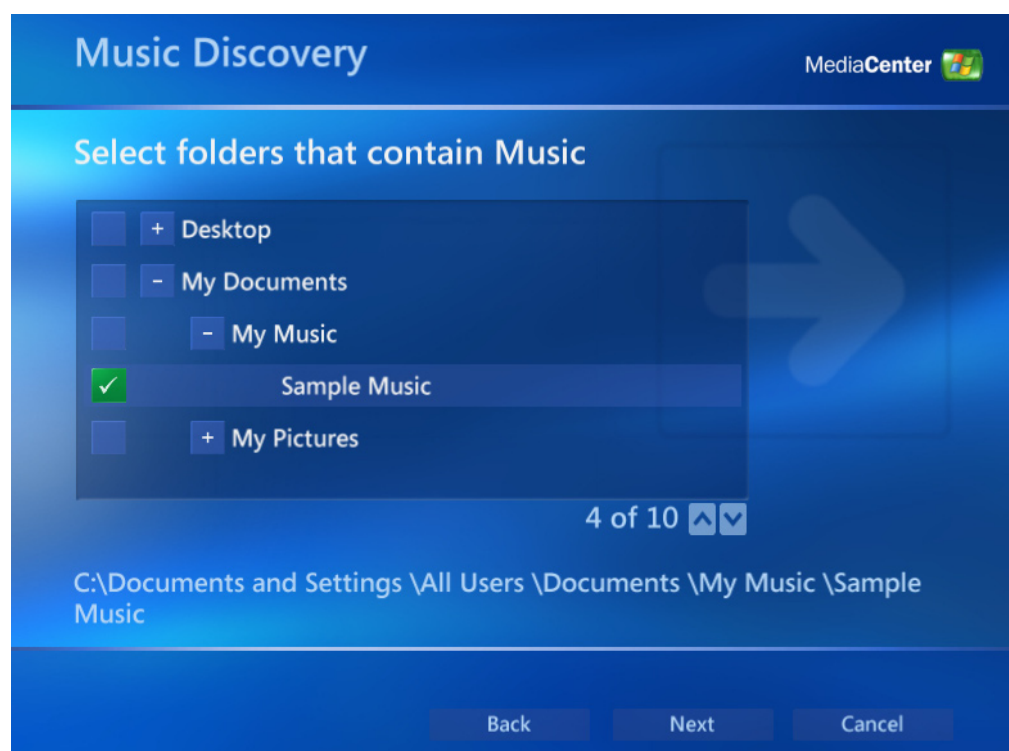 Music Discovery
MediaCenter
Select folders that contain Music
+ Desktop
- My Documents
- My Music
✓ Sample Music
+ My Pictures
4 of 10
C:\Documents and Settings \All Users \Documents \My Music \Sample
Music
Back Next Cancel